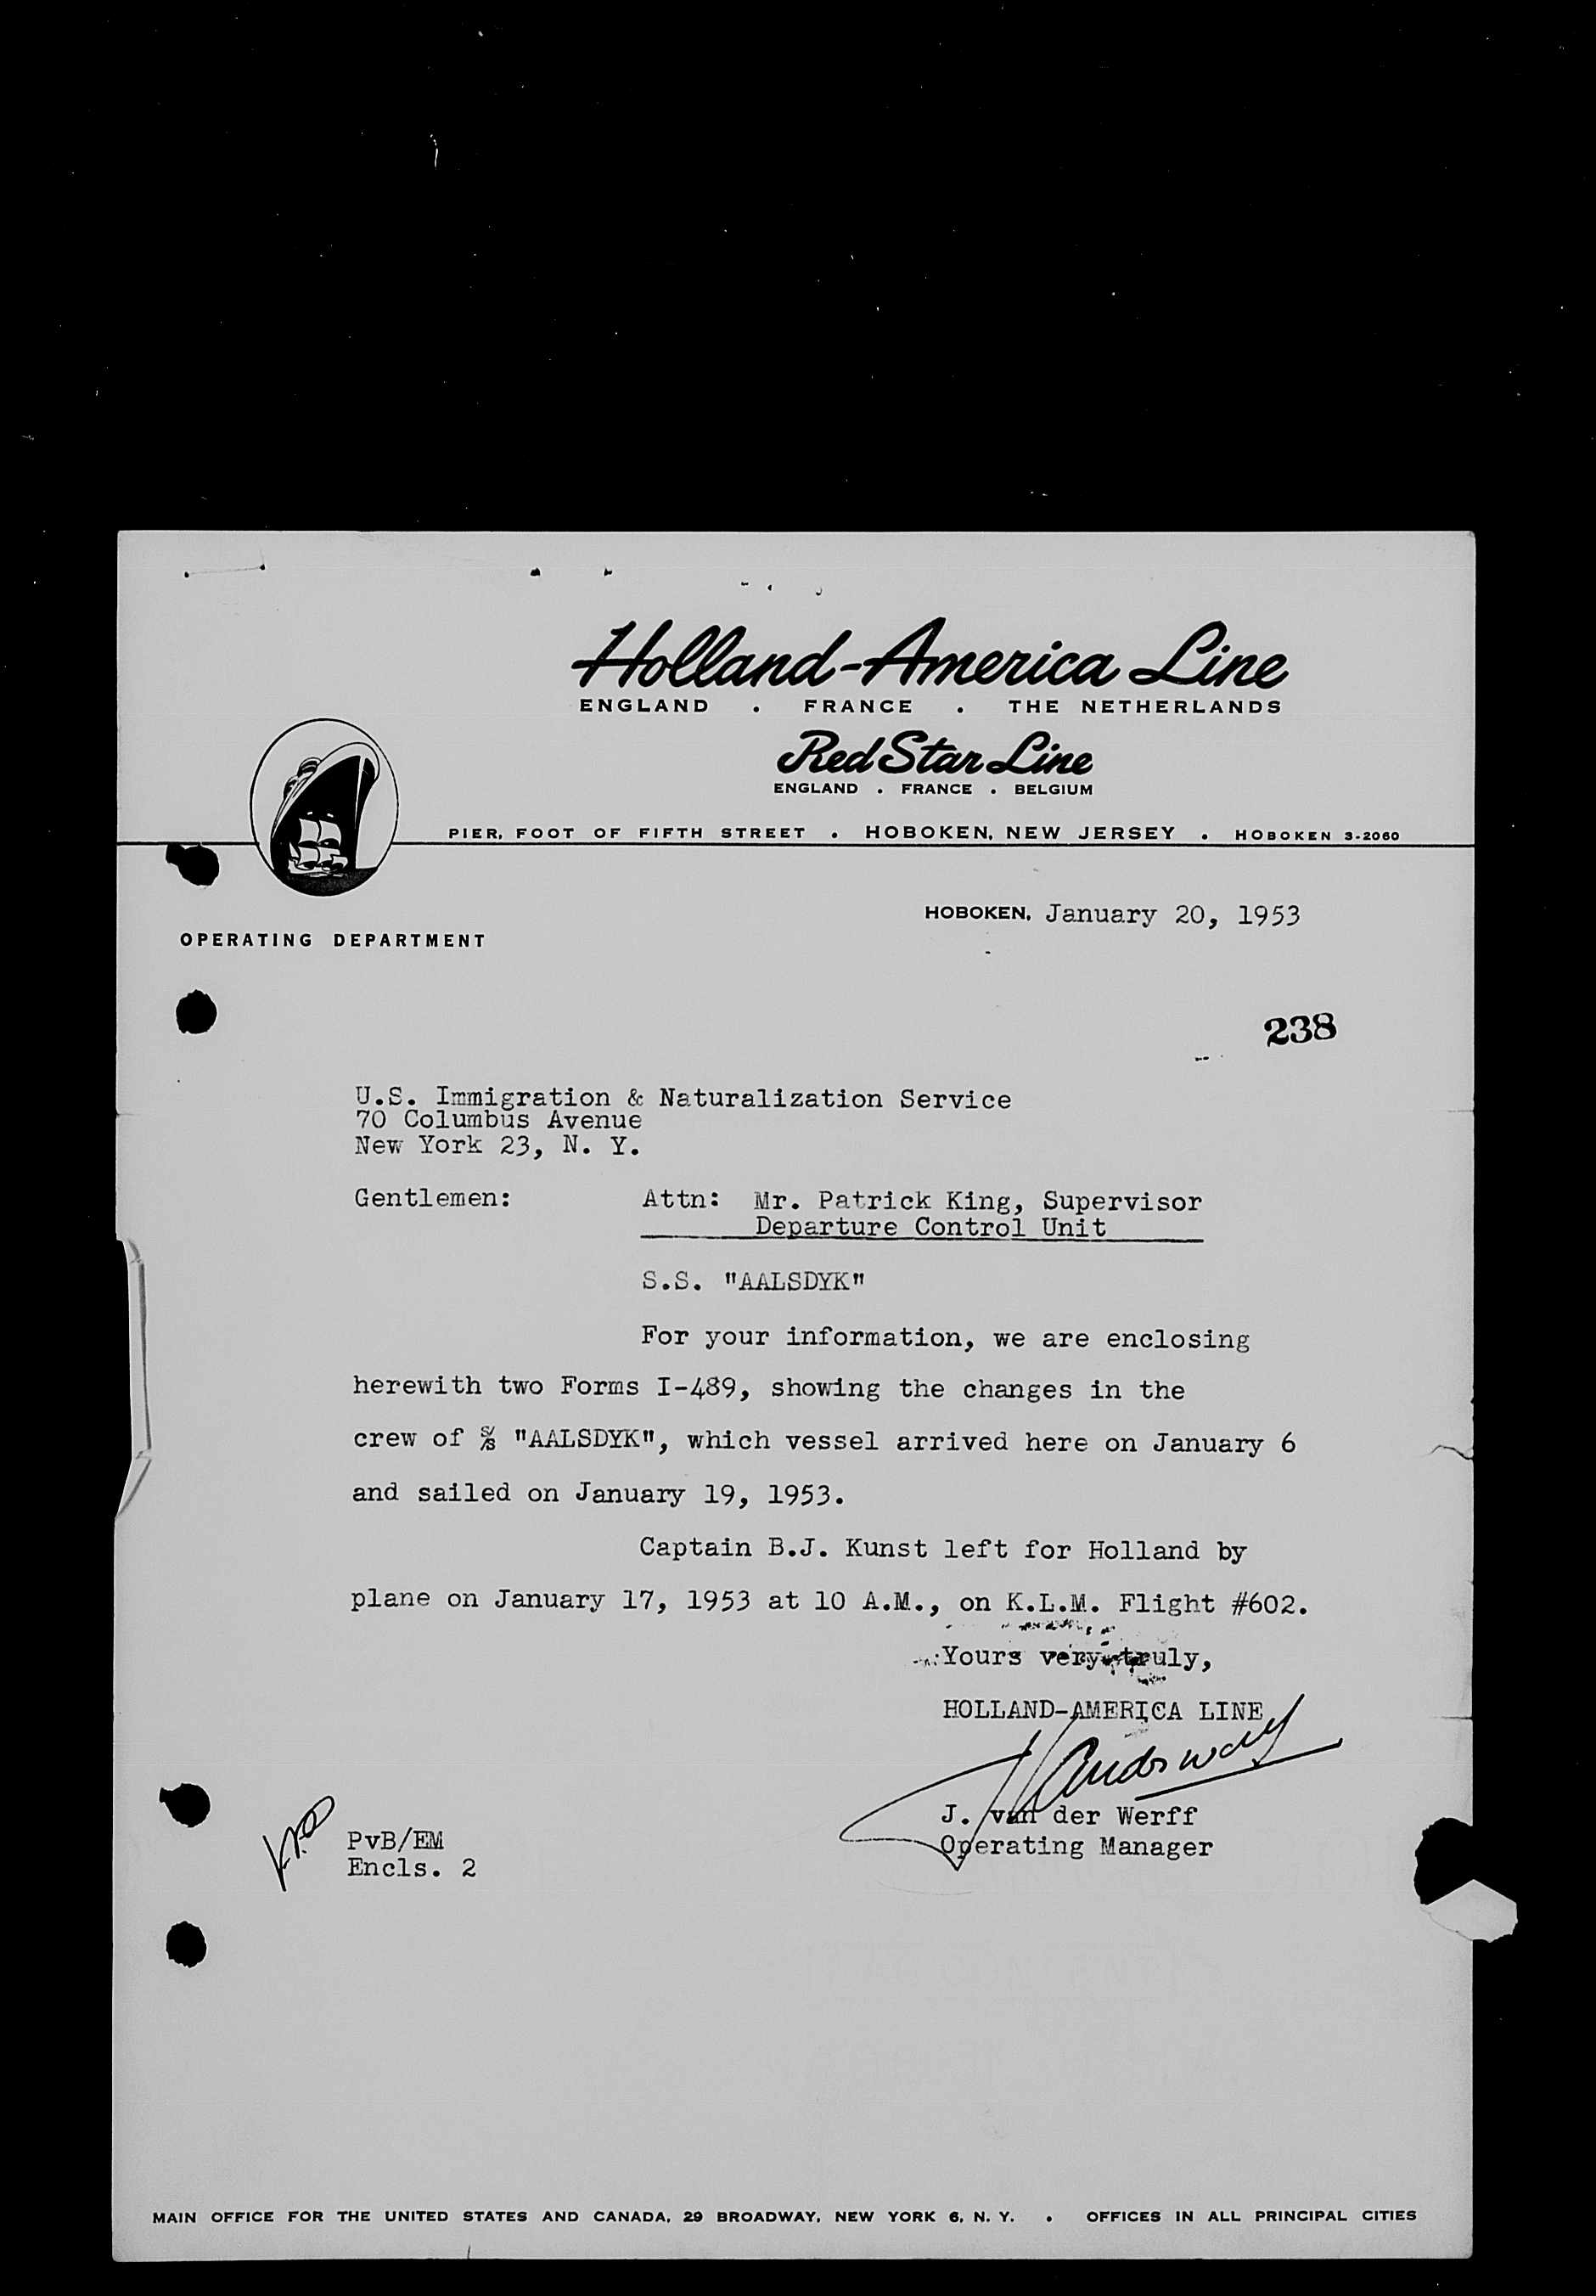 Holland-America Line
ENGLAND . FRANCE . THE NETHERLANDS
Red Star Line
ENGLAND . FRANCE . BELGIUM
PIER, FOOT OF FIFTH STREET . HOBOKEN, NEW JERSEY . HOBOKEN 3-2060
HOBOKEN, January 20, 1953
OPERATING DEPARTMENT
238
U.S. Immigration & Naturalization Service
70 Columbus Avenue
New York 23, N. Y.
Gentlemen: Attn: Mr. Patrick King, Supervisor
Departure Control Unit
S.S. "AALSDYK"
For your information, we are enclosing
herewith two Forms I-489, showing the changes in the
crew of s/s "AALSDYK", which vessel arrived here on January 6
and sailed on January 19, 1953.
Captain B.J. Kunst left for Holland by
plane on January 17, 1953 at 10 A.M., on K.L.M. Flight #602.
Yours very truly,
HOLLAND-AMERICA LINE
J. van der Werff
Operating Manager
PvB/EM
Encls. 2
MAIN OFFICE FOR THE UNITED STATES AND CANADA, 29 BROADWAY, NEW YORK 6, N. Y. . OFFICES IN ALL PRINCIPAL CITIES